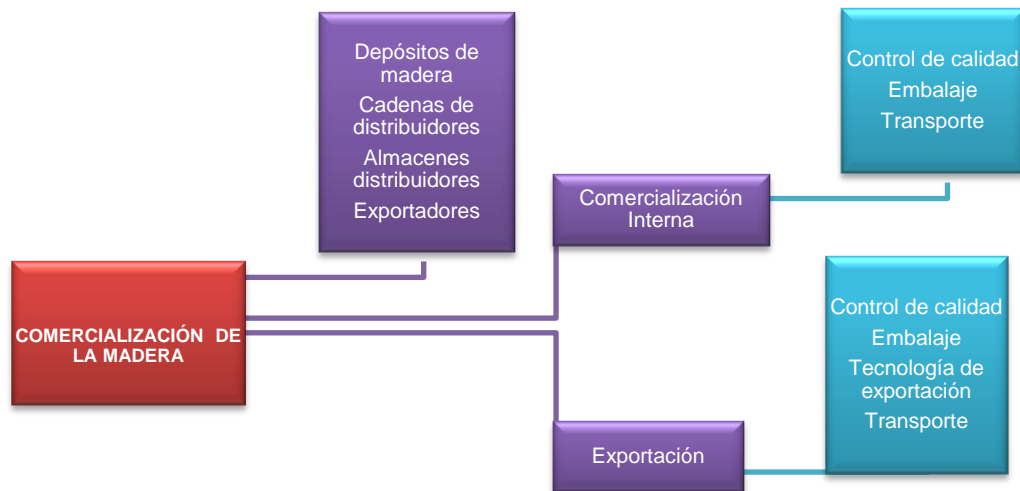 COMERCIALIZACIÓN DE
LA MADERA
Depósitos de
madera
Cadenas de
distribuidores
Almacenes
distribuidores
Exportadores
Comercialización
Interna
Control de calidad
Embalaje
Transporte
Exportación
Control de calidad
Embalaje
Tecnología de
exportación
Transporte